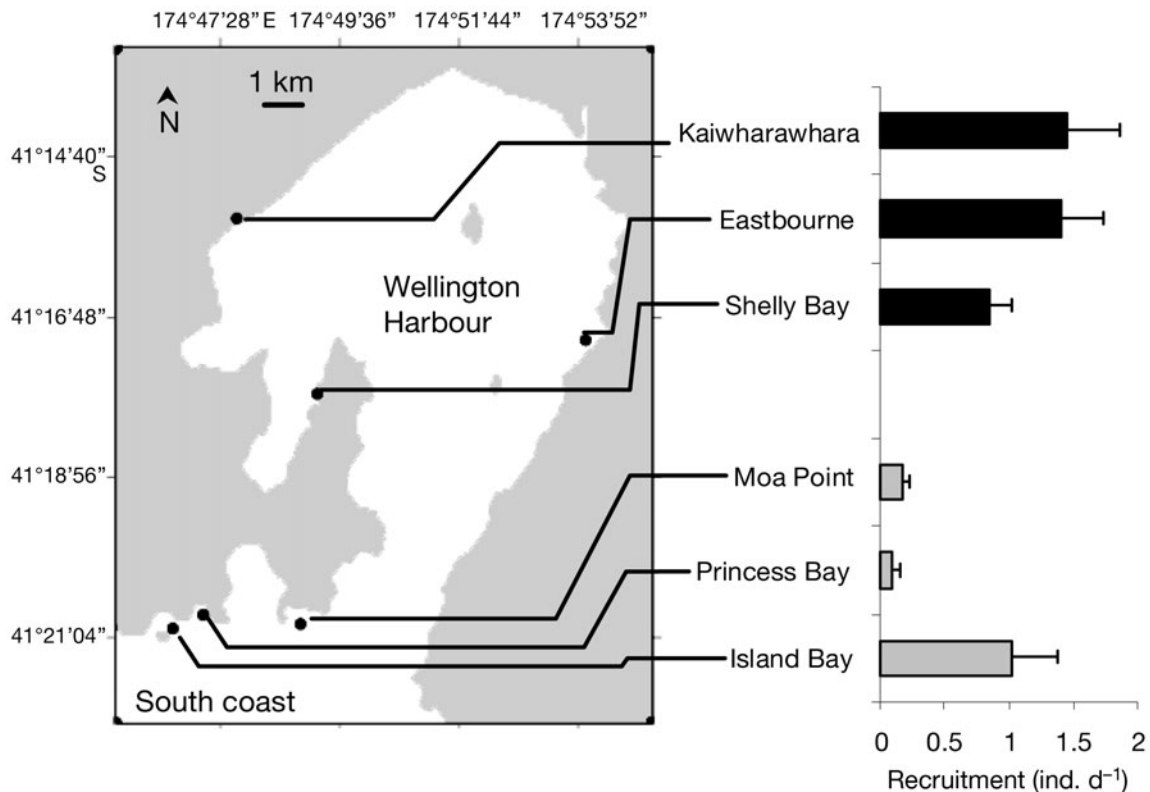 174°47’28” E 174°49’36” 174°51’44” 174°53’52”
1 km
N
41°14’40”
S
41°16’48”
41°18’56”
41°21’04”
Wellington
Harbour
South coast
Kaiwharawhara
Eastbourne
Shelly Bay
Moa Point
Princess Bay
Island Bay
0 0.5 1 1.5 2
Recruitment (ind. d⁻¹)